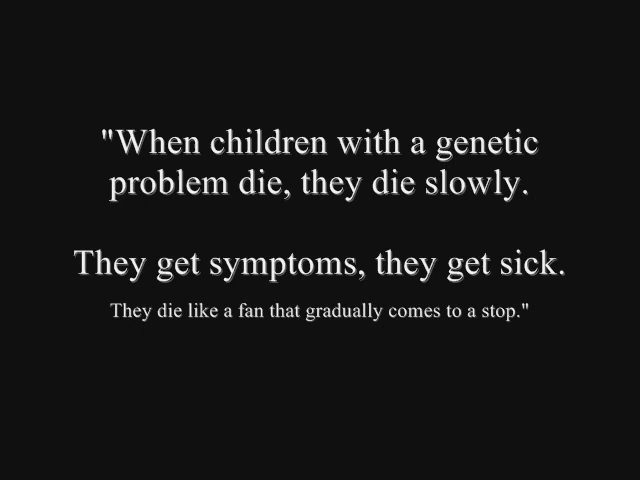 "When children with a genetic
problem die, they die slowly.
They get symptoms, they get sick.
They die like a fan that gradually comes to a stop."